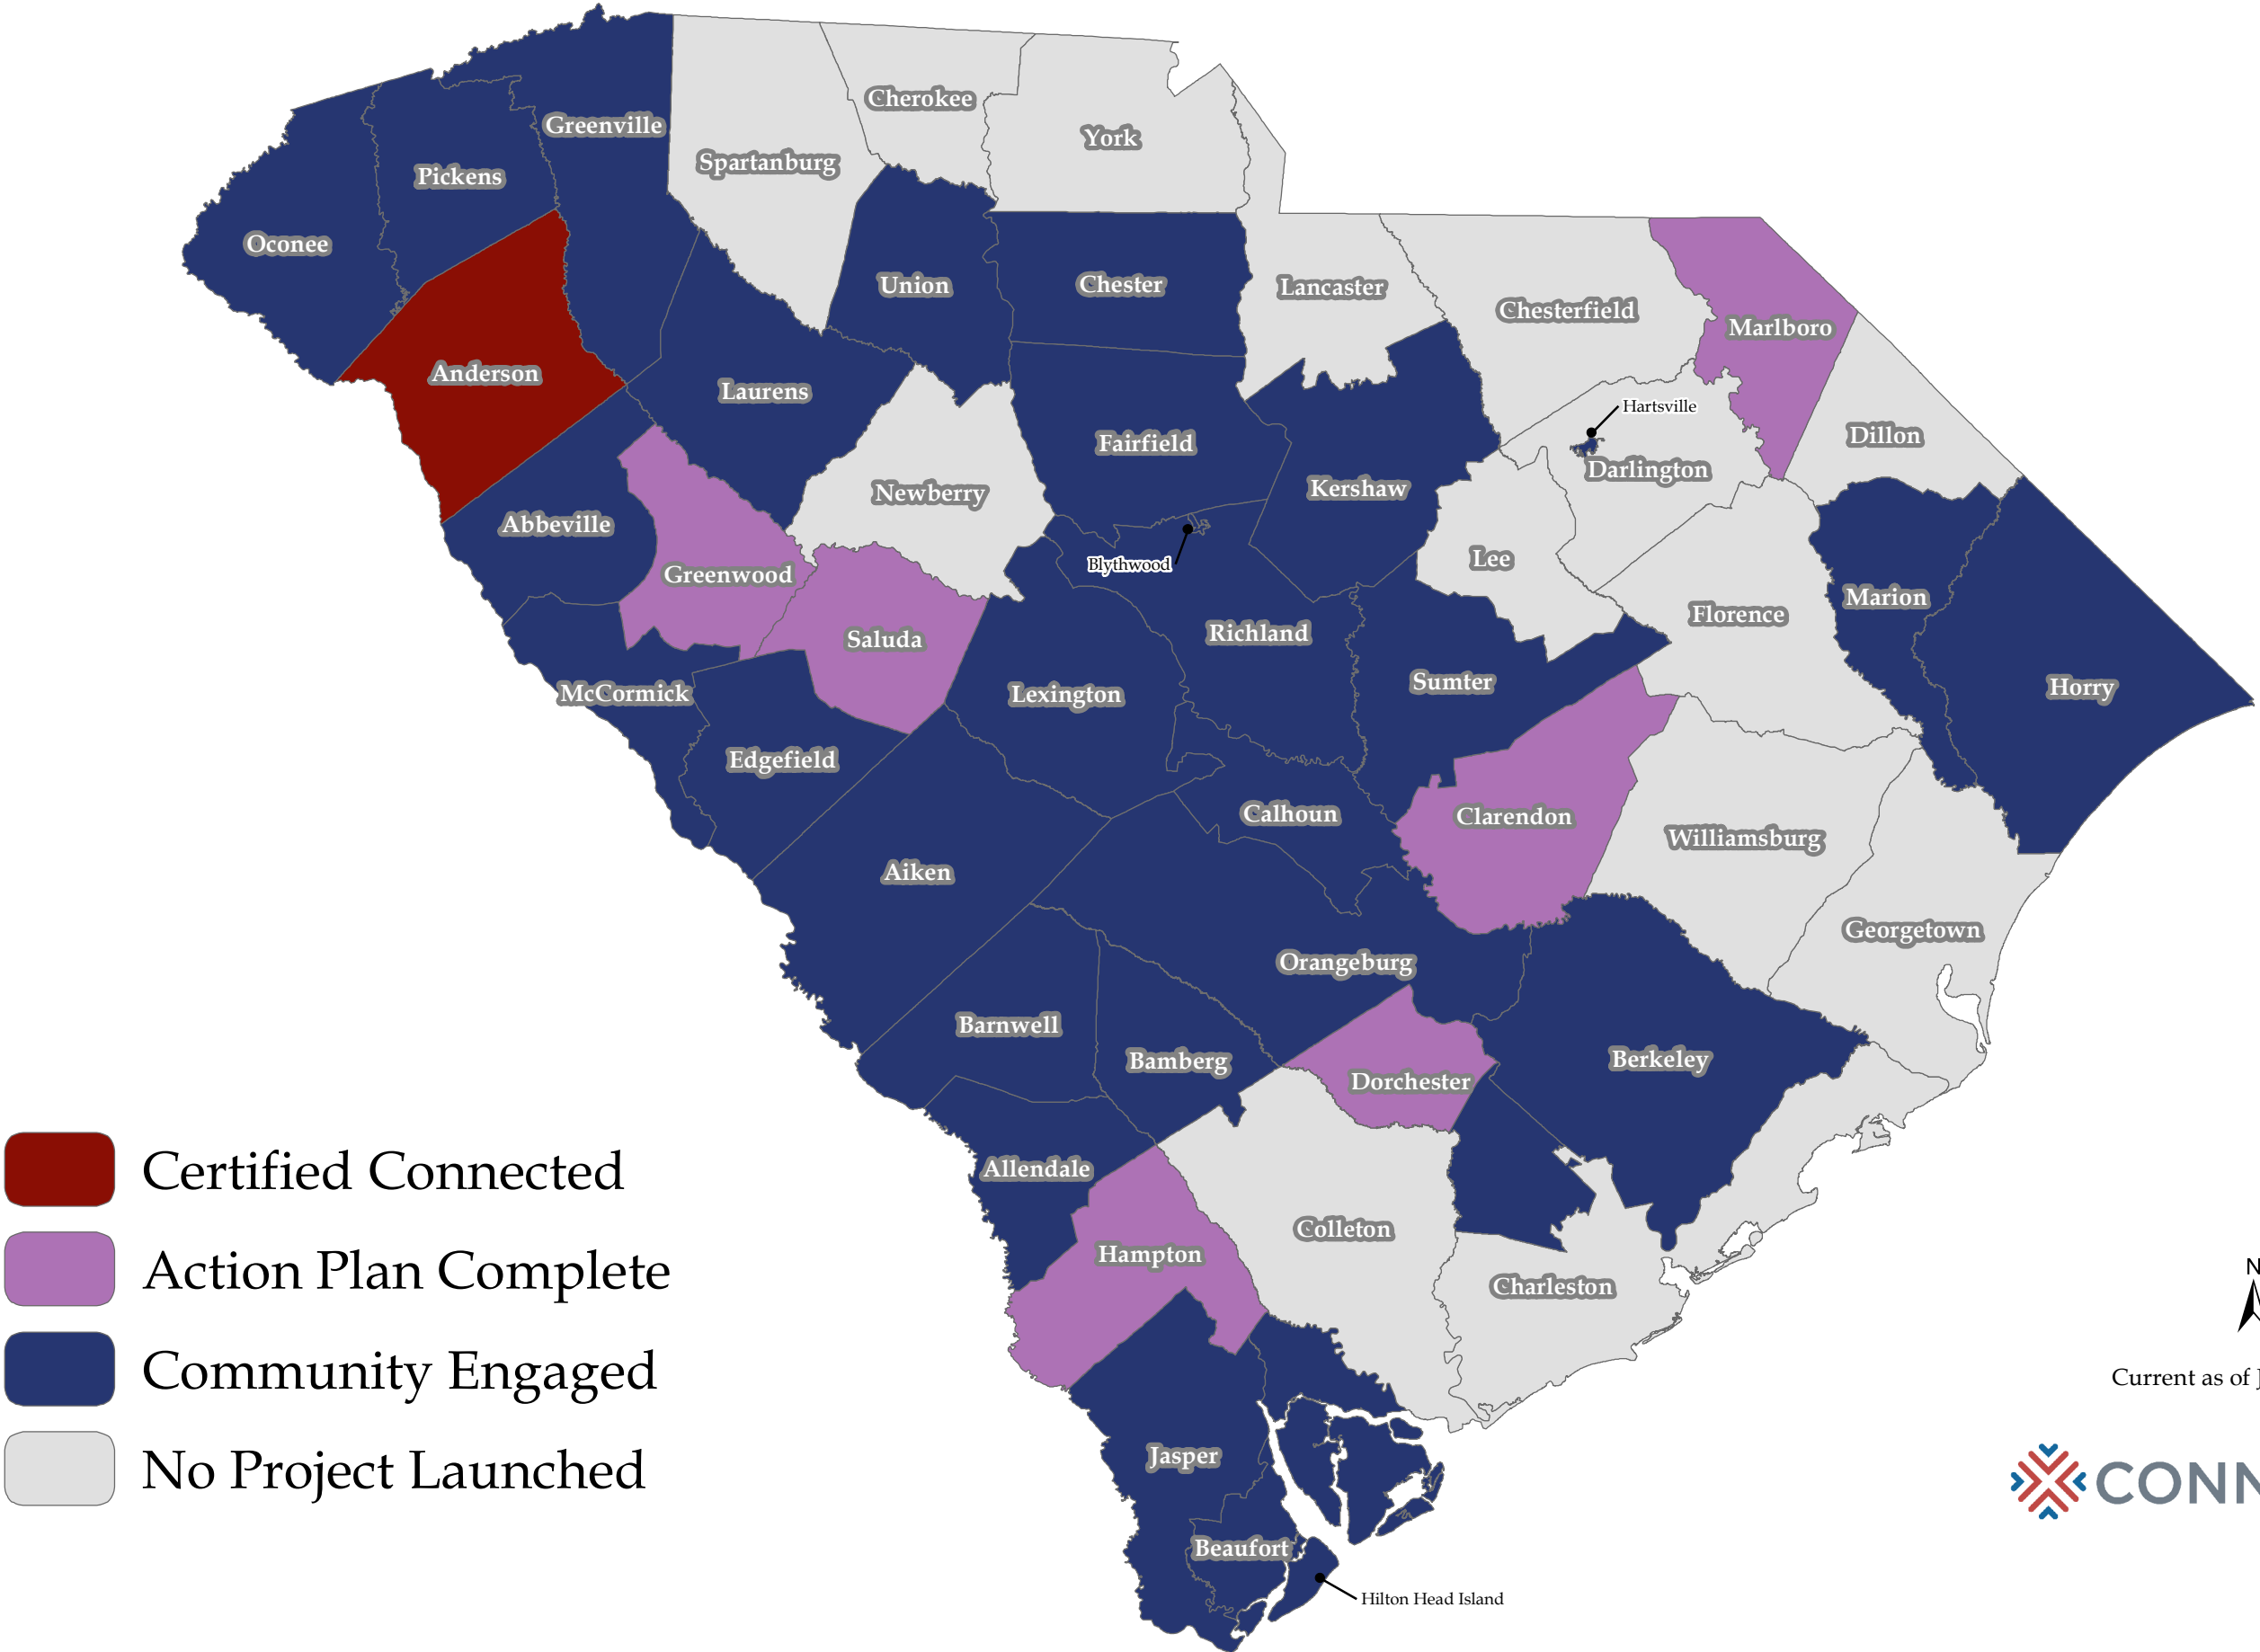 Cherokee
Greenville
York
Spartanburg
Pickens
Oconee
Union
Chester
Lancaster
Chesterfield
Marlboro
Anderson
Laurens
Hartsville
Dillon
Fairfield
Darlington
Kershaw
Newberry
Abbeville
Lee
Blythwood
Greenwood
Marion
Florence
Richland
Saluda
Sumter
Horry
McCormick
Lexington
Edgefield
Calhoun
Clarendon
Williamsburg
Aiken
Georgetown
Orangeburg
Barnwell
Bamberg
Berkeley
Dorchester
Allendale
Colleton
Hampton
Charleston
Jasper
Beaufort
Hilton Head Island
Certified Connected
Action Plan Complete
Community Engaged
No Project Launched
N
Current as of